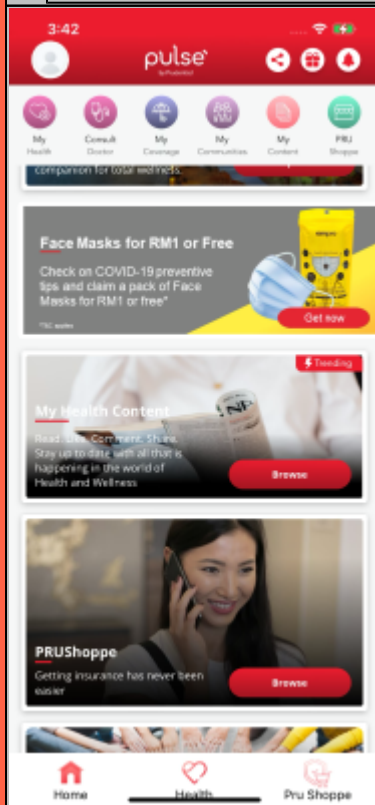 3:42
pulse
by Prudential
My
Health
Consult
Doctor
My
Coverage
My
Communities
My
Content
PRU
Shoppe
companion for total wellness.
Face Masks for RM1 or Free
Check on COVID-19 preventive
tips and claim a pack of Face
Masks for RM1 or free*
Get now
Trending
My Health Content
Read. Like. Comment. Share.
Stay up to date with all that is
happening in the world of
Health and Wellness
Browse
PRUShoppe
Getting insurance has never been
easier
Browse
Home
Health
Pru Shoppe